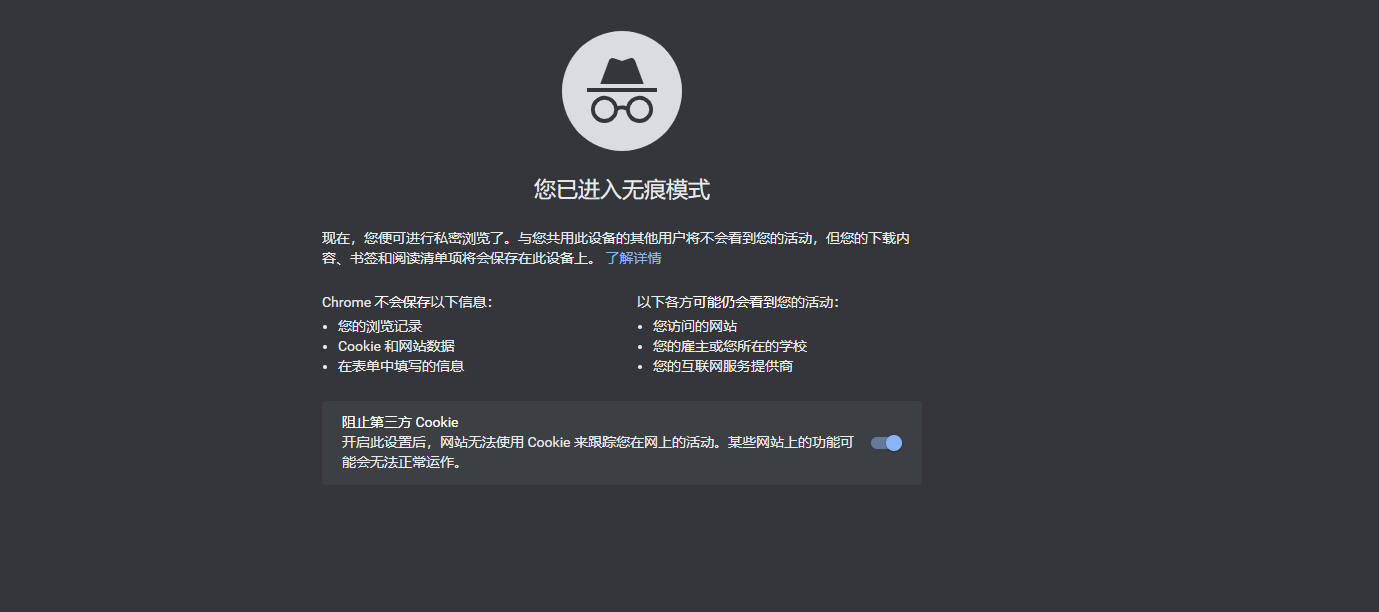 您已进入无痕模式
现在，您便可进行私密浏览了。与您共用此设备的其他用户将不会看到您的活动，但您的下载内
容、书签和阅读清单项将会保存在此设备上。 了解详情
Chrome 不会保存以下信息：
您的浏览记录
Cookie 和网站数据
在表单中填写的信息
以下各方可能仍会看到您的活动：
您访问的网站
您的雇主或您所在的学校
您的互联网服务提供商
阻止第三方 Cookie
开启此设置后，网站无法使用 Cookie 来跟踪您在网上的活动。某些网站上的功能可
能会无法正常运作。